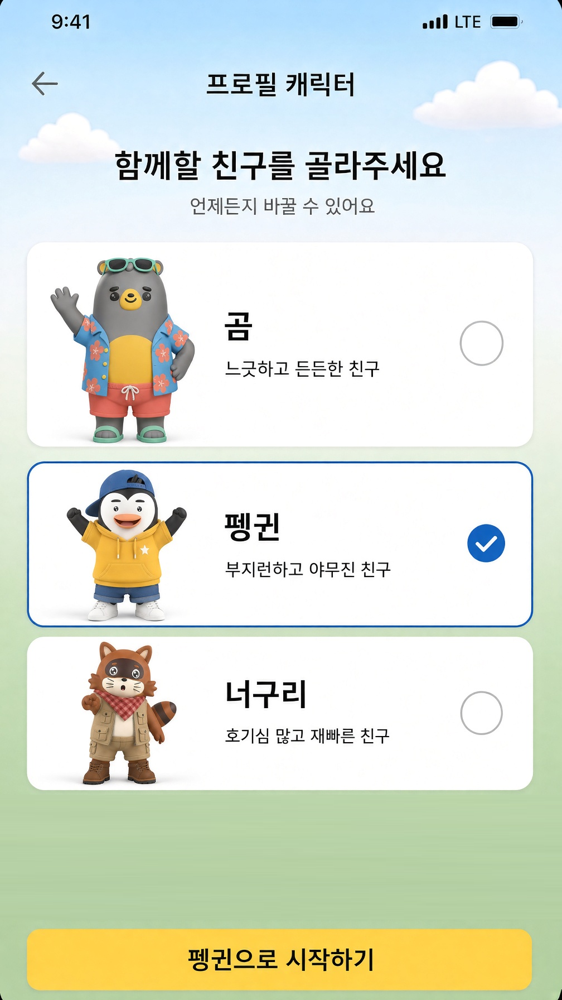 9:41
LTE
프로필 캐릭터
함께할 친구를 골라주세요
언제든지 바꿀 수 있어요
곰
느긋하고 든든한 친구
펭귄
부지런하고 야무진 친구
너구리
호기심 많고 재빠른 친구
펭귄으로 시작하기